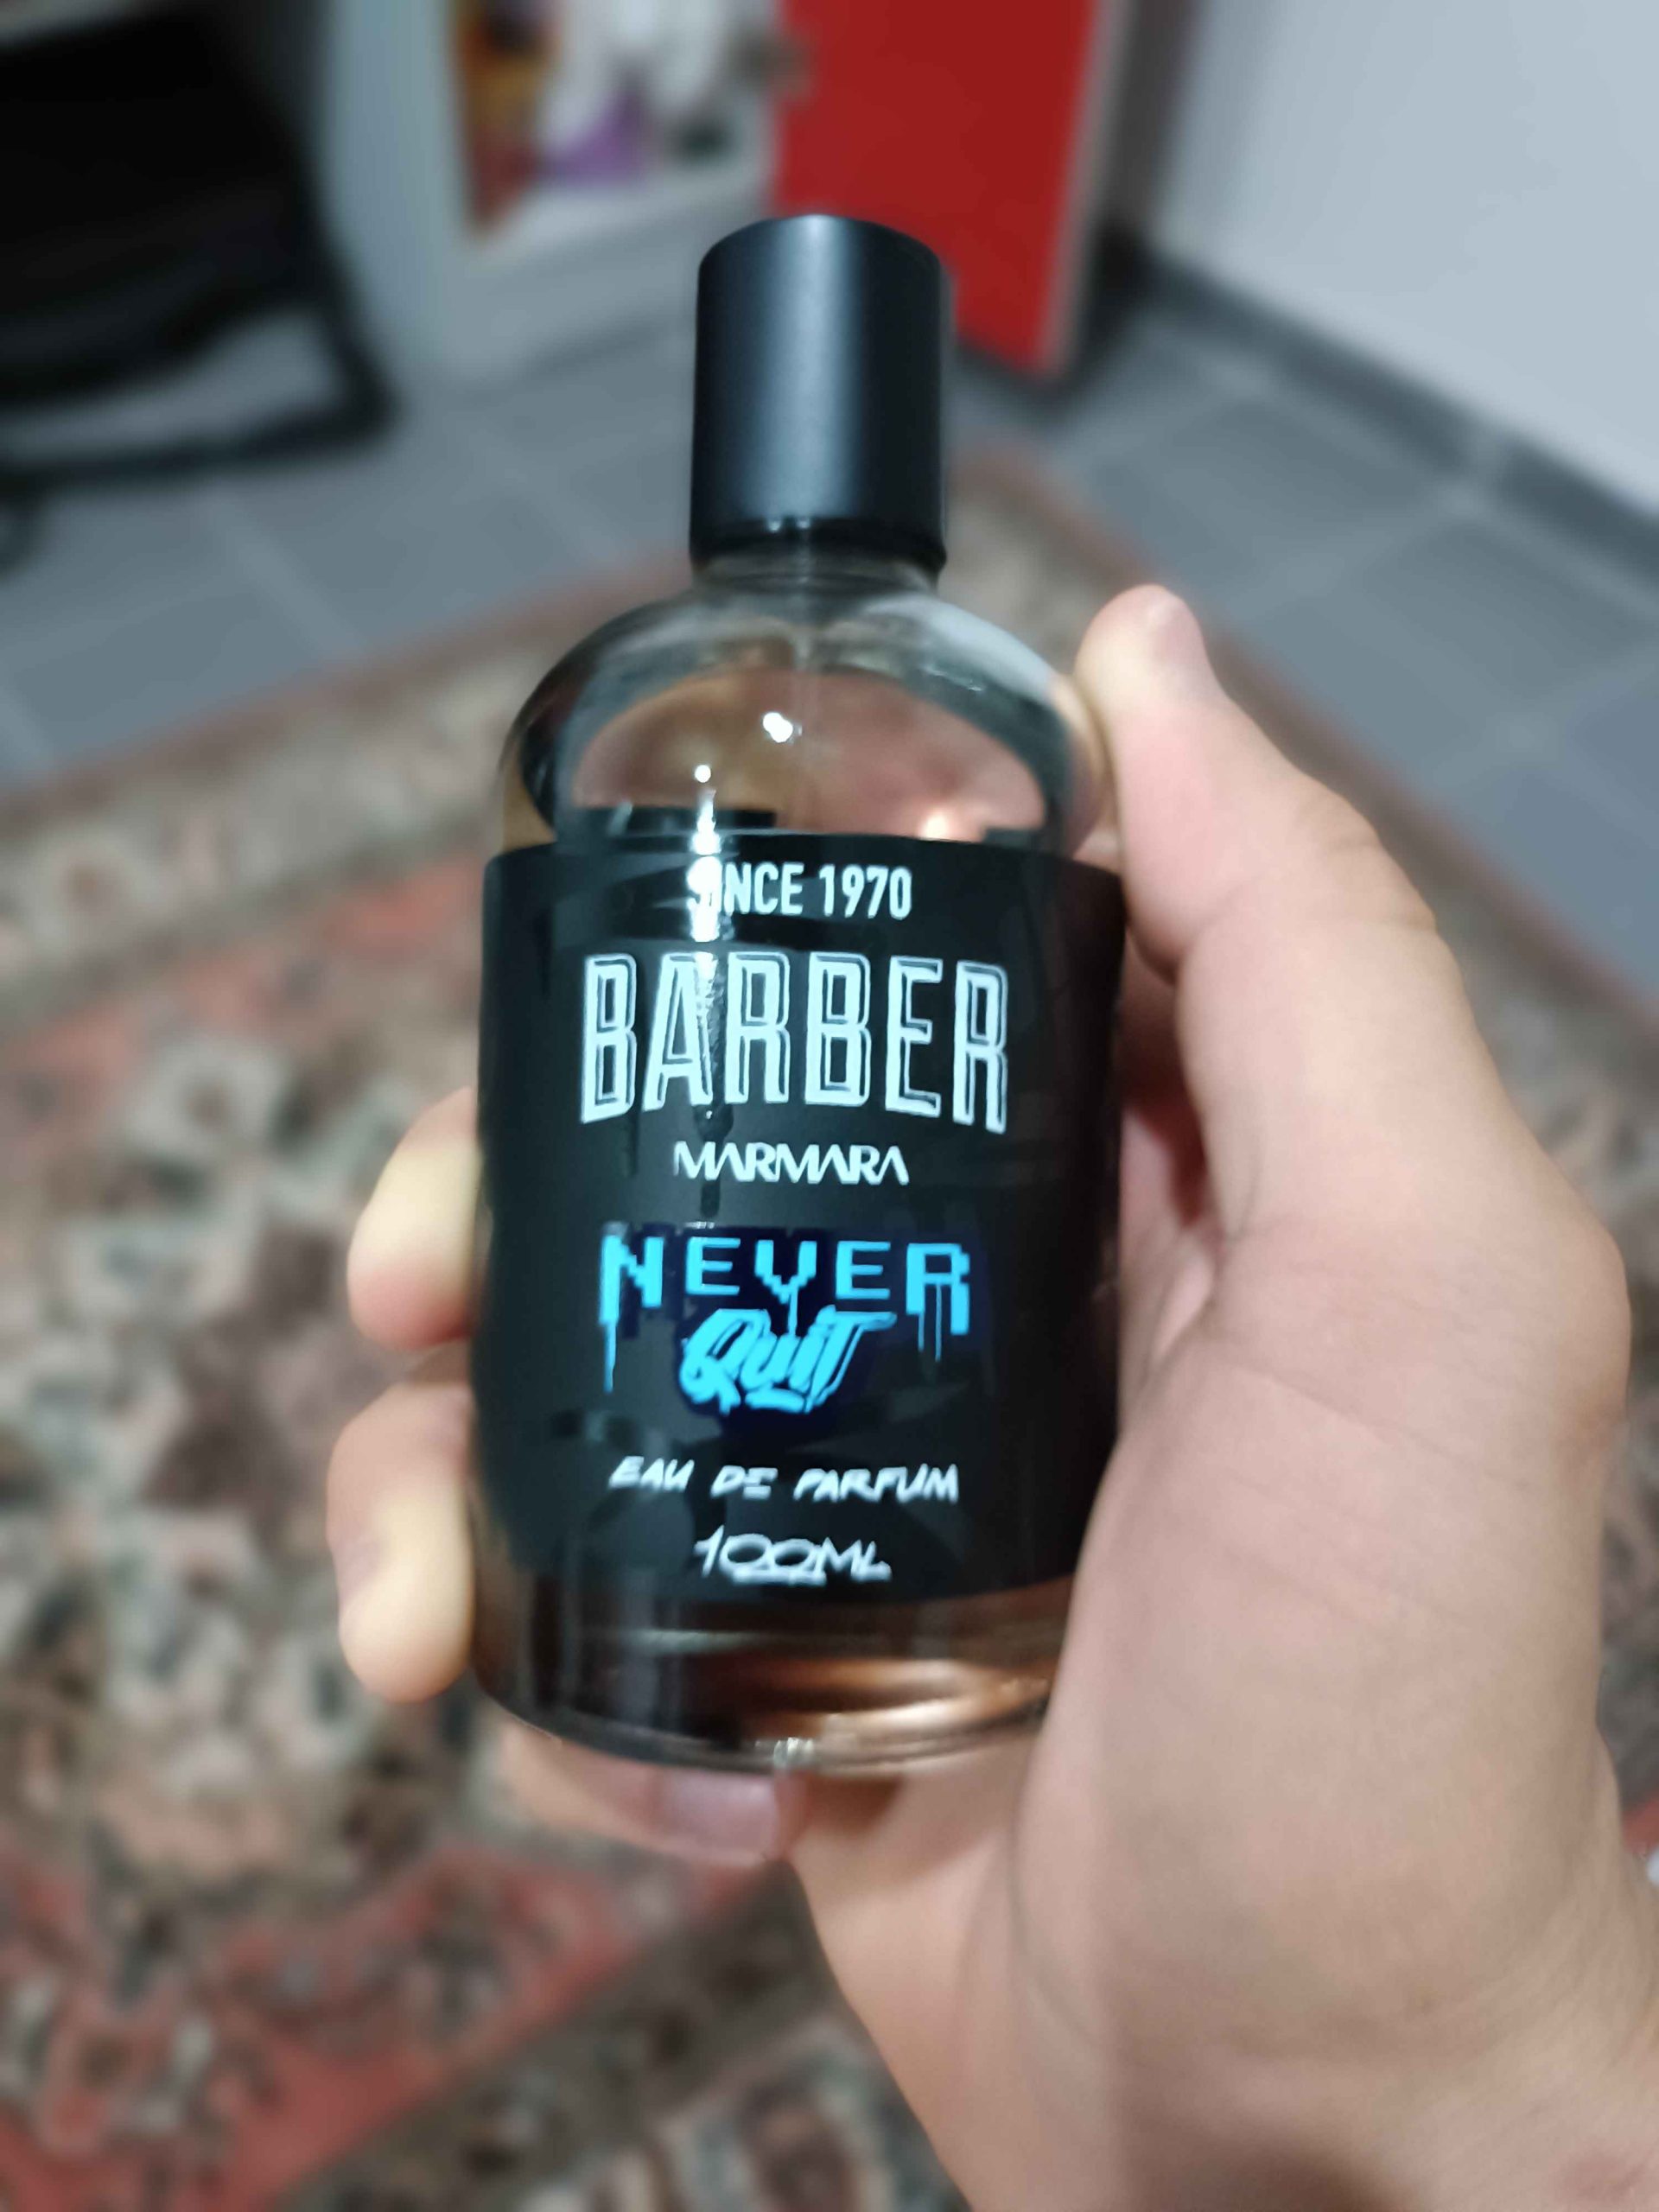 SINCE 1970
BARBER
MARMARA
NEVER
QuiT
EAU DE PARFUM
100ML